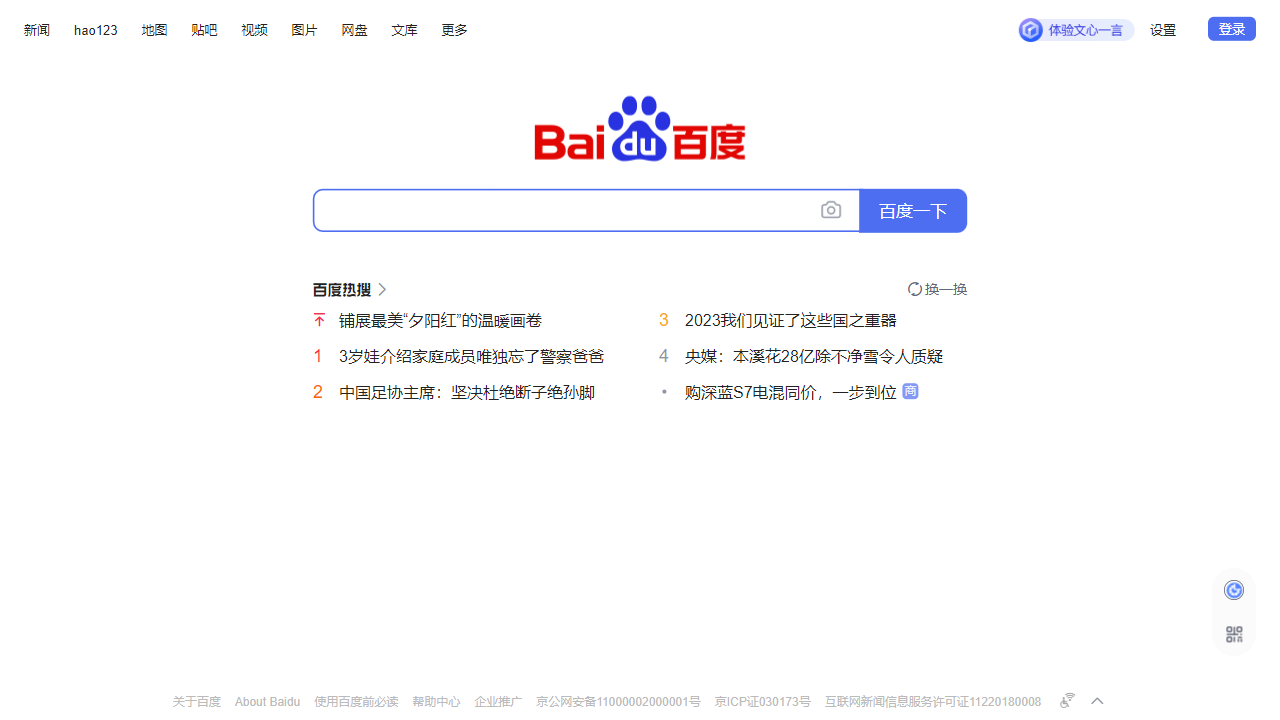 新闻 hao123 地图 贴吧 视频 图片 网盘 文库 更多 体验文心一言 设置 登录
Bai du 百度
百度一下
百度热搜 换一换
铺展最美“夕阳红”的温暖画卷
1 3岁娃介绍家庭成员唯独忘了警察爸爸
2 中国足协主席：坚决杜绝断子绝孙脚
3 2023我们见证了这些国之重器
4 央媒：本溪花28亿除不净雪令人质疑
• 购深蓝S7电混同价，一步到位 商
关于百度 About Baidu 使用百度前必读 帮助中心 企业推广 京公网安备11000002000001号 京ICP证030173号 互联网新闻信息服务许可证11220180008